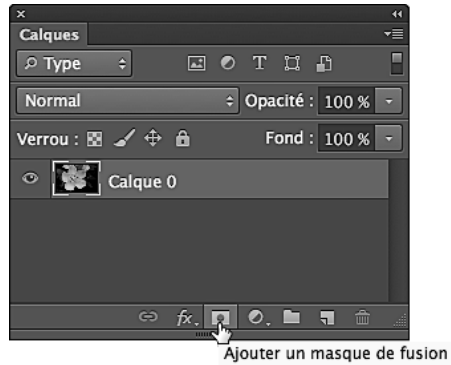 Calques
Type
Normal Opacité : 100 %
Verrou : Fond : 100 %
Calque 0
fx
Ajouter un masque de fusion